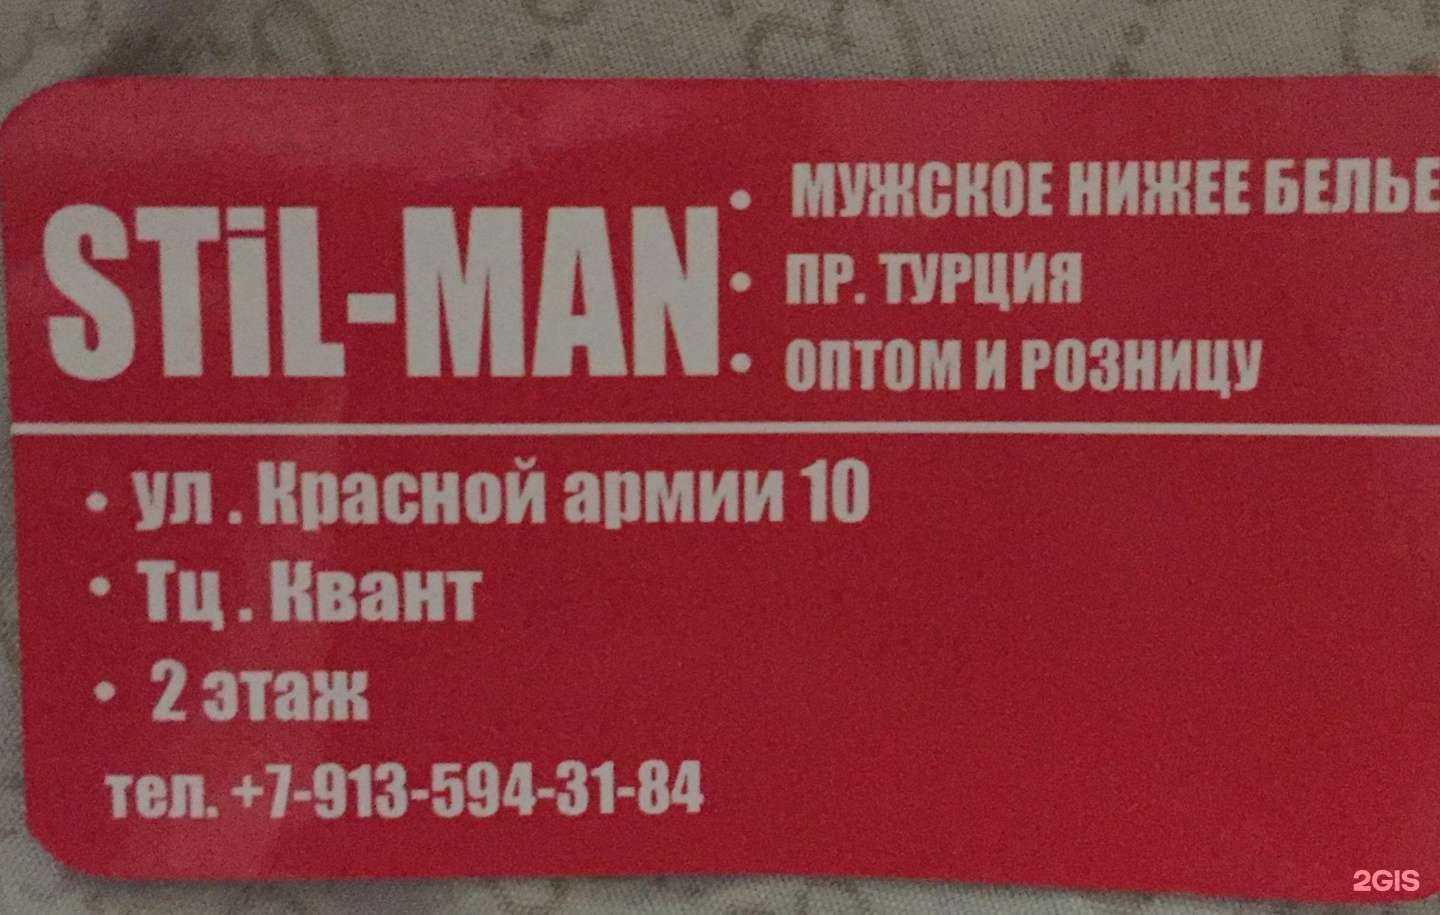 STiL-MAN
• МУЖСКОЕ НИЖЕЕ БЕЛЬЕ
• ПР. ТУРЦИЯ
• ОПТОМ И РОЗНИЦУ
• ул . Красной армии 10
• Тц . Квант
• 2 этаж
тел. +7-913-594-31-84
2GIS